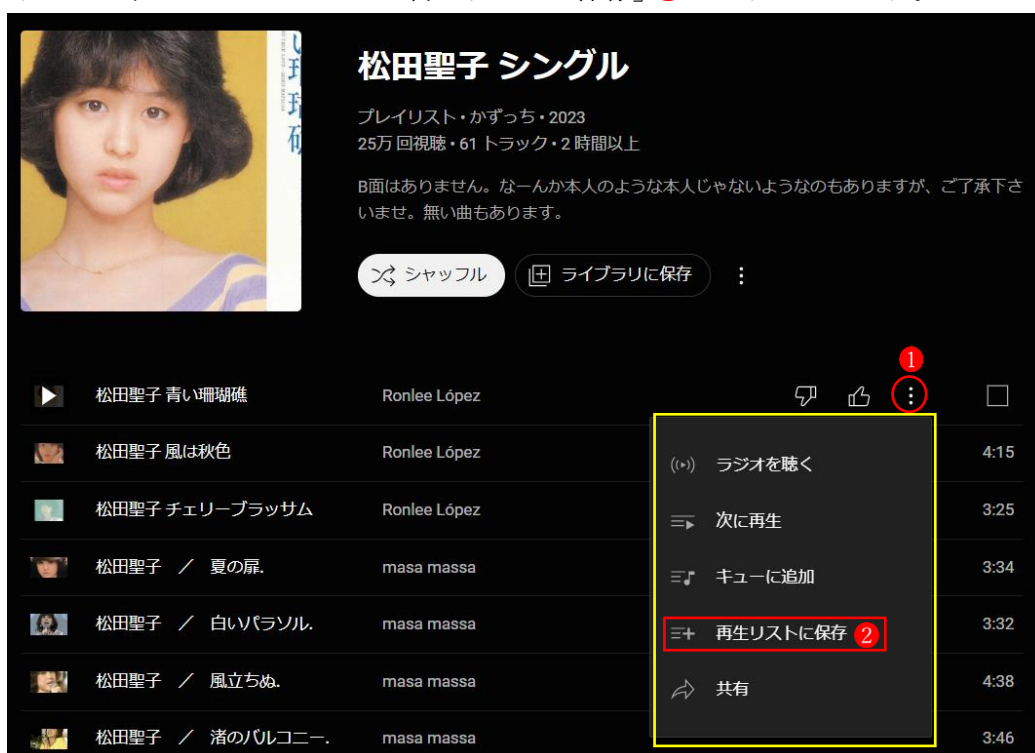 松田聖子 シングル
プレイリスト・かずっち・2023
25万 回視聴・61 トラック・2 時間以上
B面はありません。なーんか本人のような本人じゃないようなのもありますが、ご了承下さ
いませ。無い曲もあります。
シャッフル ライブラリに保存
1
松田聖子 青い珊瑚礁 Ronlee López
松田聖子 風は秋色 Ronlee López 4:15
ラジオを聴く
松田聖子 チェリーブラッサム Ronlee López 3:25
次に再生
松田聖子 / 夏の扉. masa massa 3:34
キューに追加
松田聖子 / 白いパラソル. masa massa 3:32
再生リストに保存 2
松田聖子 / 風立ちぬ. masa massa 4:38
共有
松田聖子 / 渚のバルコニー. masa massa 3:46